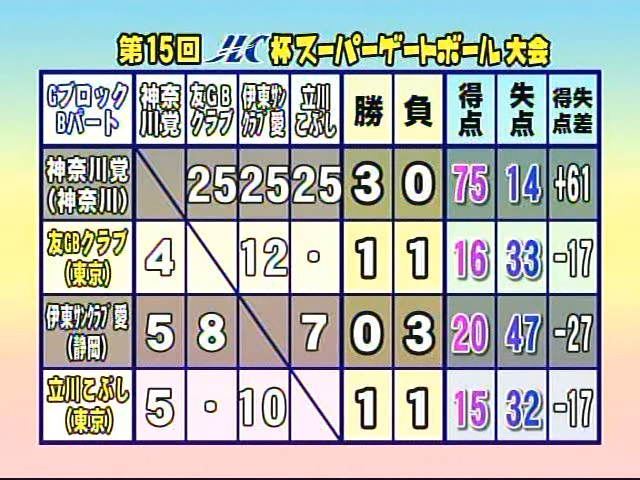 第15回 JLC 杯スーパーゲートボール大会
Cブロック Bパート 神奈川覚 友GBクラブ 伊東サンクラブ愛 立川こぶし 勝 負 得点 失点 得失点差
神奈川覚(神奈川) 25 25 25 3 0 75 14 +61
友GBクラブ(東京) 4 12 · 1 1 16 33 -17
伊東サンクラブ愛(静岡) 5 8 7 0 3 20 47 -27
立川こぶし(東京) 5 · 10 1 1 15 32 -17